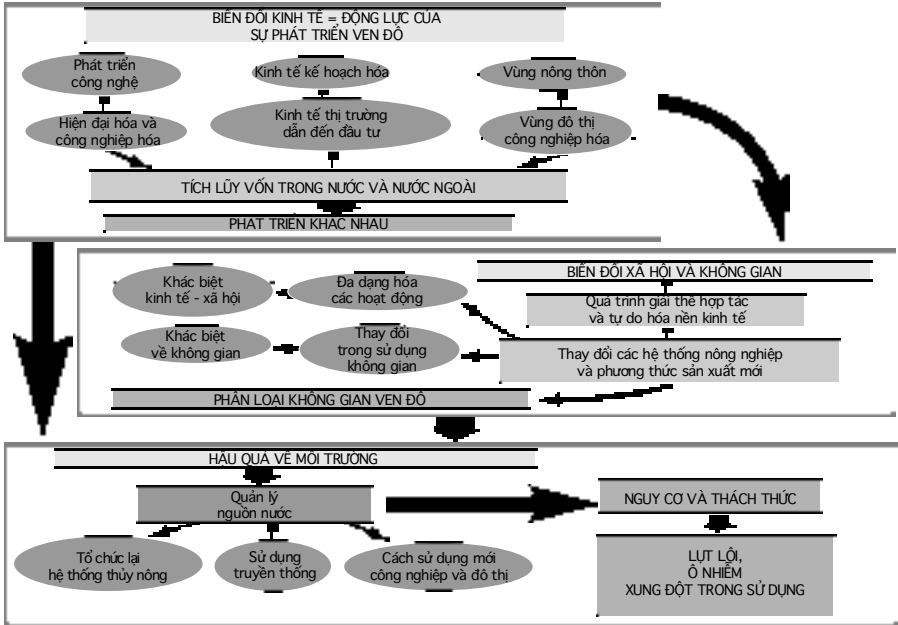 BIẾN ĐỔI KINH TẾ = ĐỘNG LỰC CỦA
SỰ PHÁT TRIỂN VEN ĐÔ
Phát triển
công nghệ
Kinh tế kế hoạch hóa
Vùng nông thôn
Hiện đại hóa và
công nghiệp hóa
Kinh tế thị trường
dẫn đến đầu tư
Vùng đô thị
công nghiệp hóa
TÍCH LŨY VỐN TRONG NƯỚC VÀ NƯỚC NGOÀI
PHÁT TRIỂN KHÁC NHAU
BIẾN ĐỔI XÃ HỘI VÀ KHÔNG GIAN
Khác biệt
kinh tế - xã hội
Đa dạng hóa
các hoạt động
Quá trình giải thể hợp tác
và tự do hóa nền kinh tế
Khác biệt
về không gian
Thay đổi
trong sử dụng
không gian
Thay đổi các hệ thống nông nghiệp
và phương thức sản xuất mới
PHÂN LOẠI KHÔNG GIAN VEN ĐÔ
HẬU QUẢ VỀ MÔI TRƯỜNG
Quản lý
nguồn nước
NGUY CƠ VÀ THÁCH THỨC
Tổ chức lại
hệ thống thủy nông
Sử dụng
truyền thống
Cách sử dụng mới
công nghiệp và đô thị
LỤT LỘI,
Ô NHIỄM
XUNG ĐỘT TRONG SỬ DỤNG